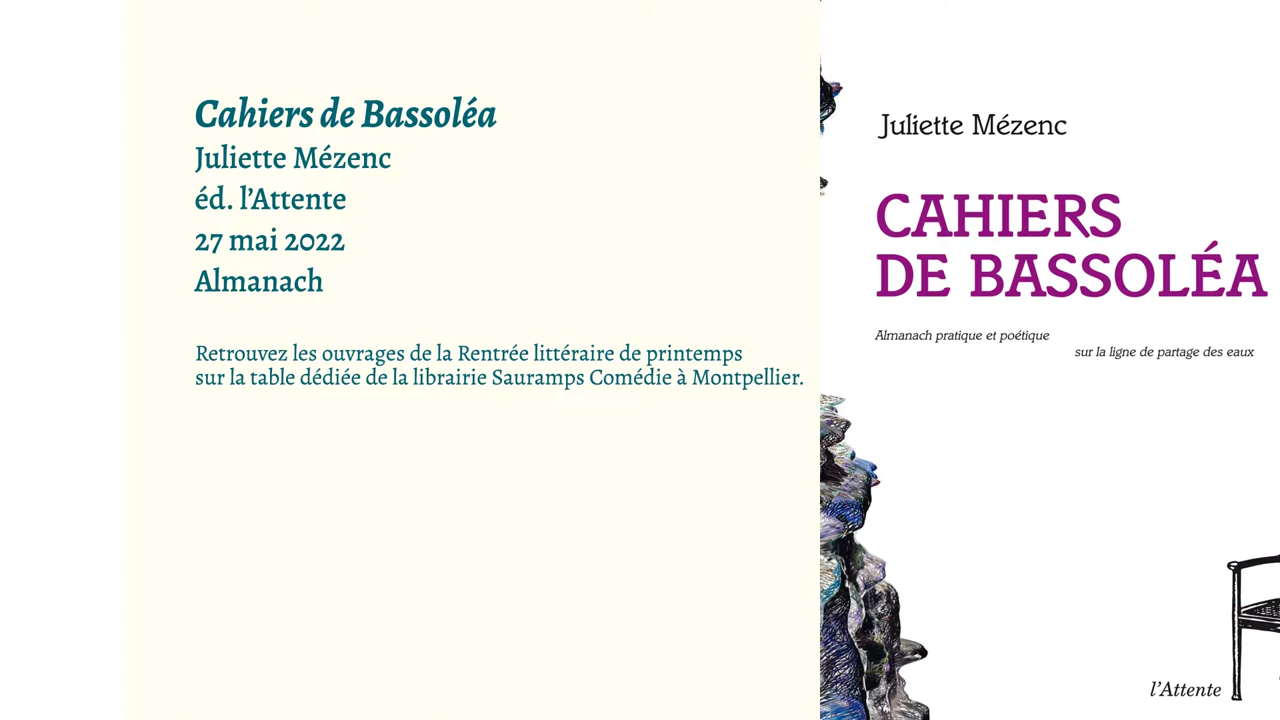 Cahiers de Bassoléa
Juliette Mézenc
éd. l’Attente
27 mai 2022
Almanach
Retrouvez les ouvrages de la Rentrée littéraire de printemps
sur la table dédiée de la librairie Sauramps Comédie à Montpellier.
Juliette Mézenc
CAHIERS
DE BASSOLÉA
Almanach pratique et poétique
sur la ligne de partage des eaux
l’Attente